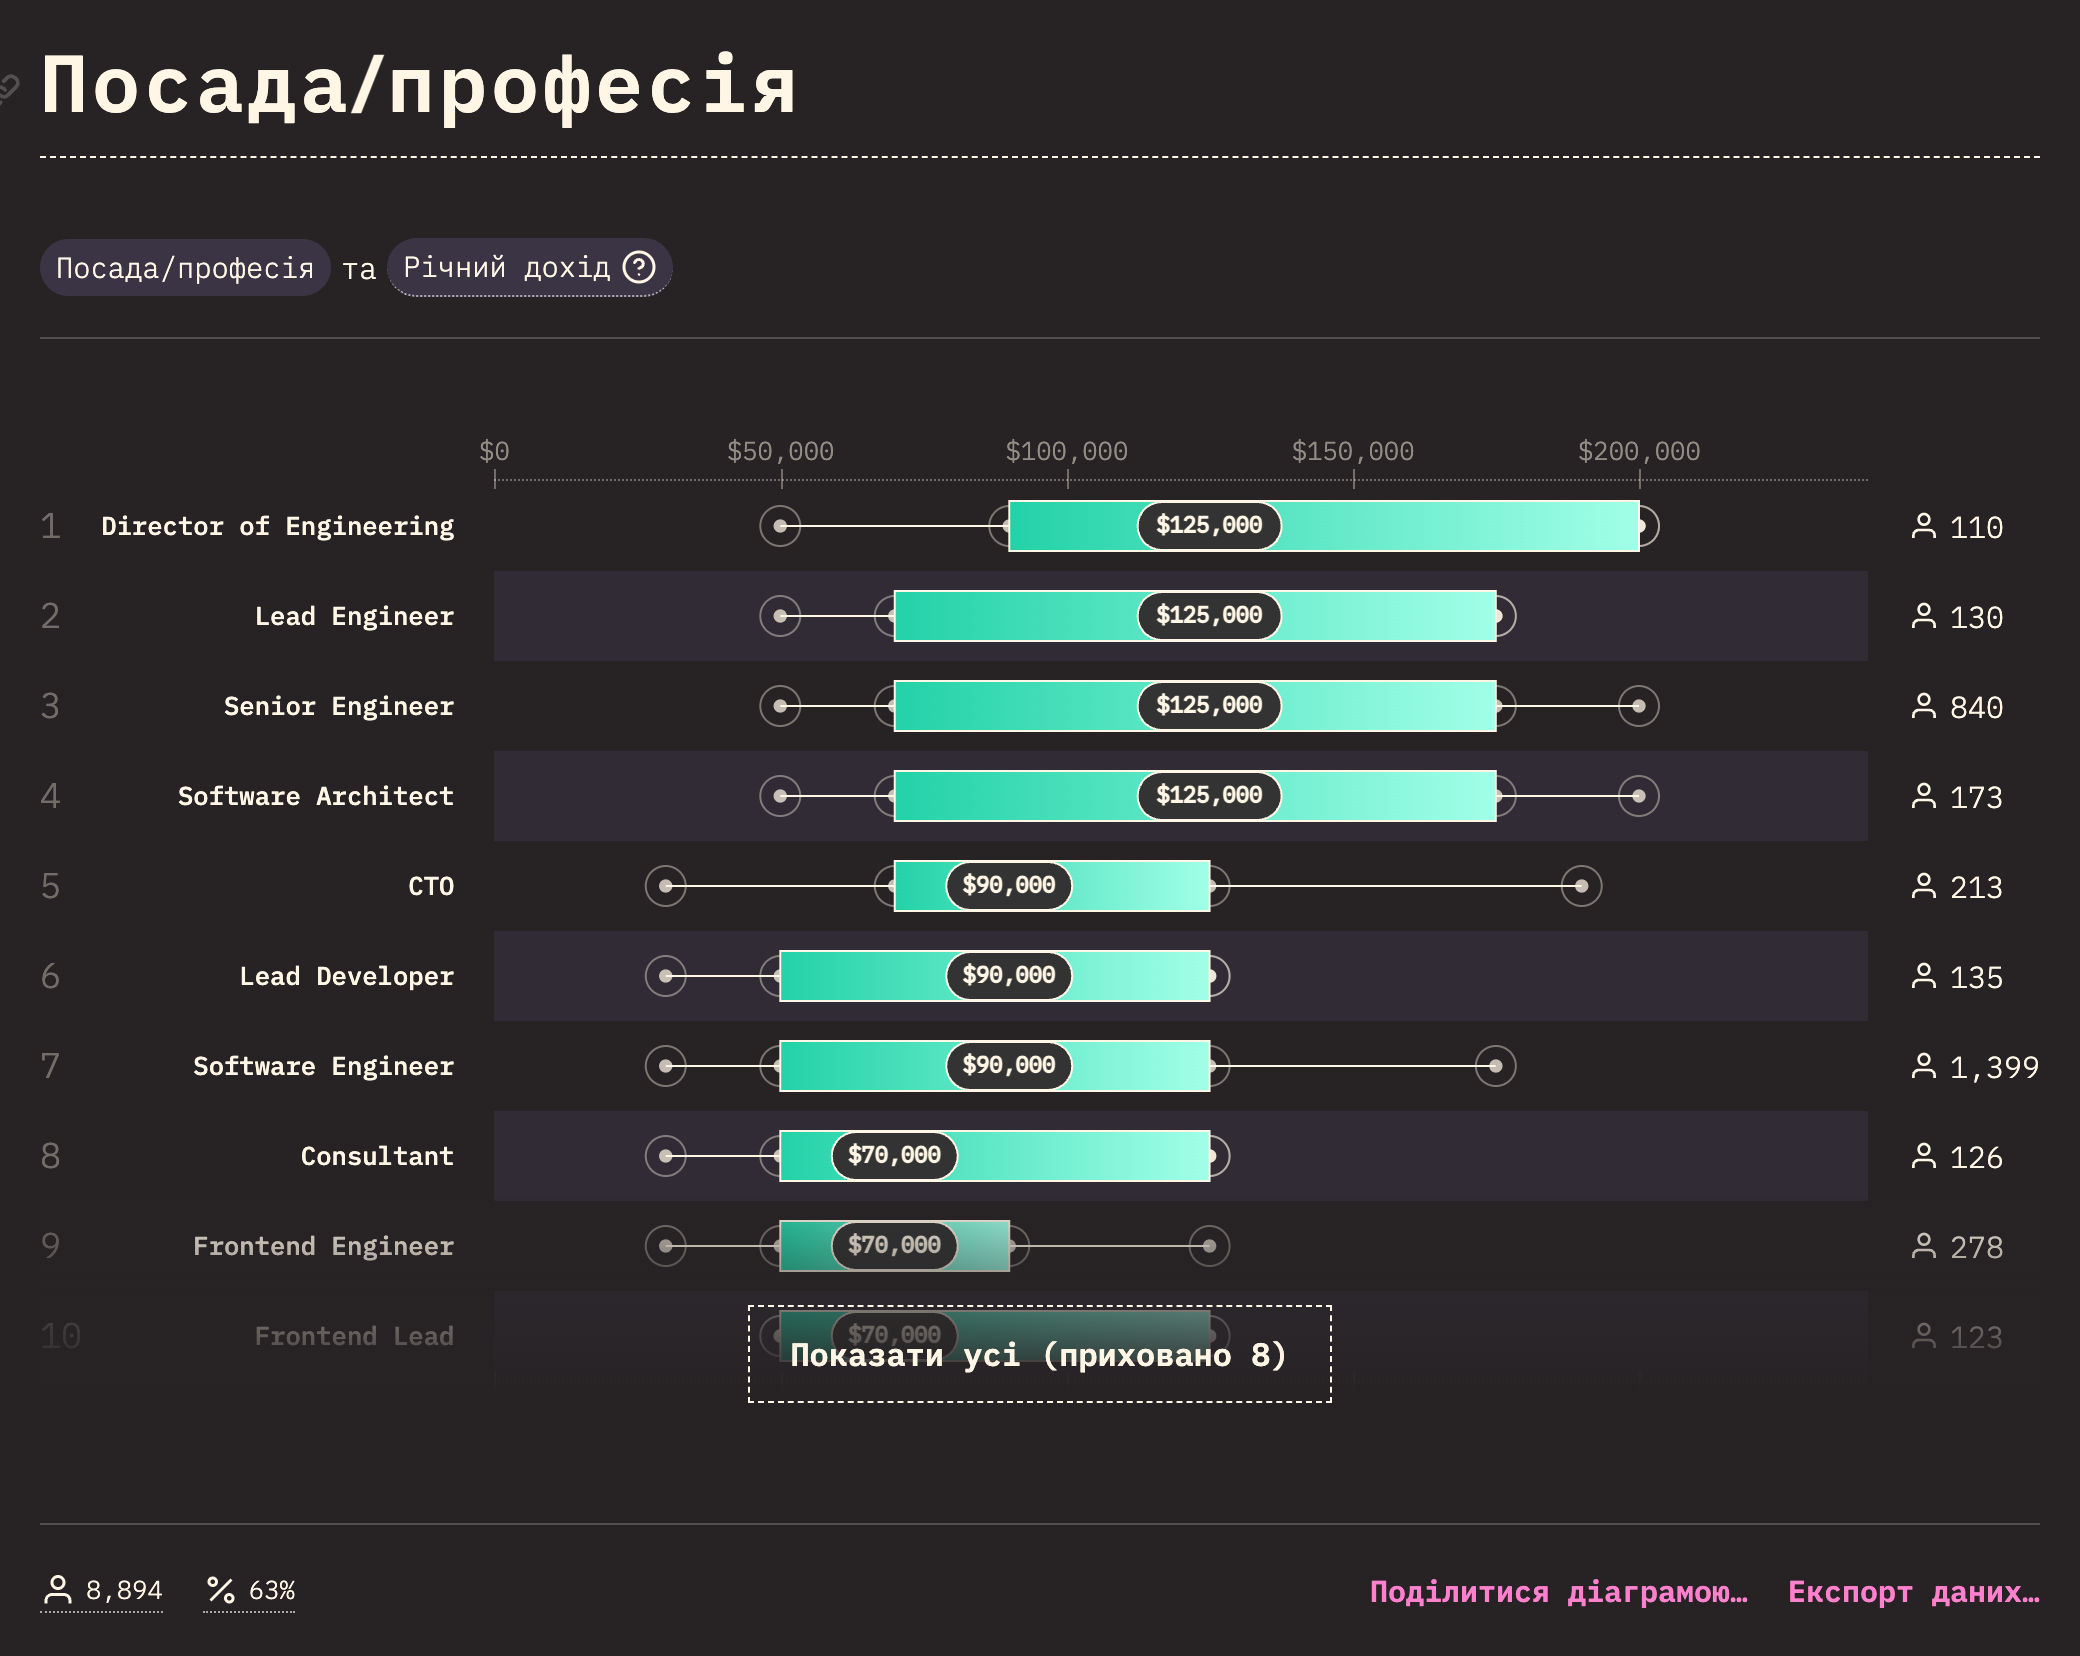 Посада/професія
Посада/професія та Річний дохід
$0 $50,000 $100,000 $150,000 $200,000
1 Director of Engineering $125,000 110
2 Lead Engineer $125,000 130
3 Senior Engineer $125,000 840
4 Software Architect $125,000 173
5 CTO $90,000 213
6 Lead Developer $90,000 135
7 Software Engineer $90,000 1,399
8 Consultant $70,000 126
9 Frontend Engineer $70,000 278
10 Frontend Lead $70,000 123
Показати усі (приховано 8)
8,894 63% Поділитися діаграмою… Експорт даних…